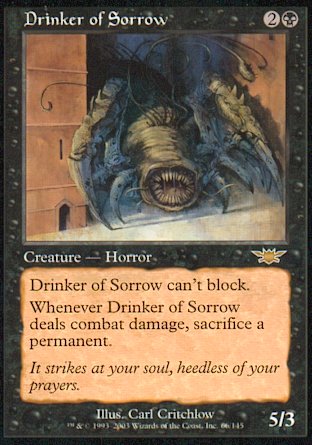 Drinker of Sorrow 2
Creature — Horror
Drinker of Sorrow can't block.
Whenever Drinker of Sorrow
deals combat damage, sacrifice a
permanent.
It strikes at your soul, heedless of your
prayers.
Illus. Carl Critchlow
™ & © 1993-2003 Wizards of the Coast, Inc. 66/145
5/3